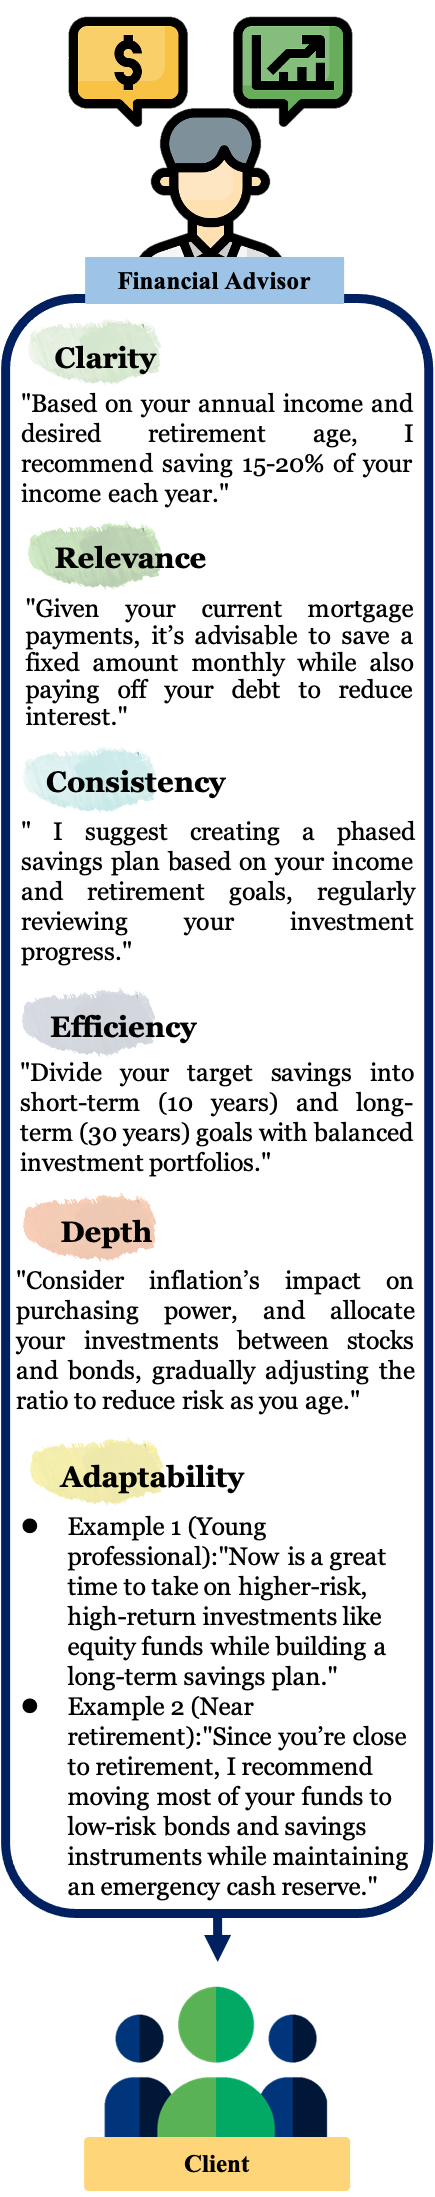 $
Financial Advisor
Clarity
"Based on your annual income and
desired retirement age, I
recommend saving 15-20% of your
income each year."
Relevance
"Given your current mortgage
payments, it’s advisable to save a
fixed amount monthly while also
paying off your debt to reduce
interest."
Consistency
" I suggest creating a phased
savings plan based on your income
and retirement goals, regularly
reviewing your investment
progress."
Efficiency
"Divide your target savings into
short-term (10 years) and long-
term (30 years) goals with balanced
investment portfolios."
Depth
"Consider inflation’s impact on
purchasing power, and allocate
your investments between stocks
and bonds, gradually adjusting the
ratio to reduce risk as you age."
Adaptability
● Example 1 (Young
professional):"Now is a great
time to take on higher-risk,
high-return investments like
equity funds while building a
long-term savings plan."
● Example 2 (Near
retirement):"Since you’re close
to retirement, I recommend
moving most of your funds to
low-risk bonds and savings
instruments while maintaining
an emergency cash reserve."
Client